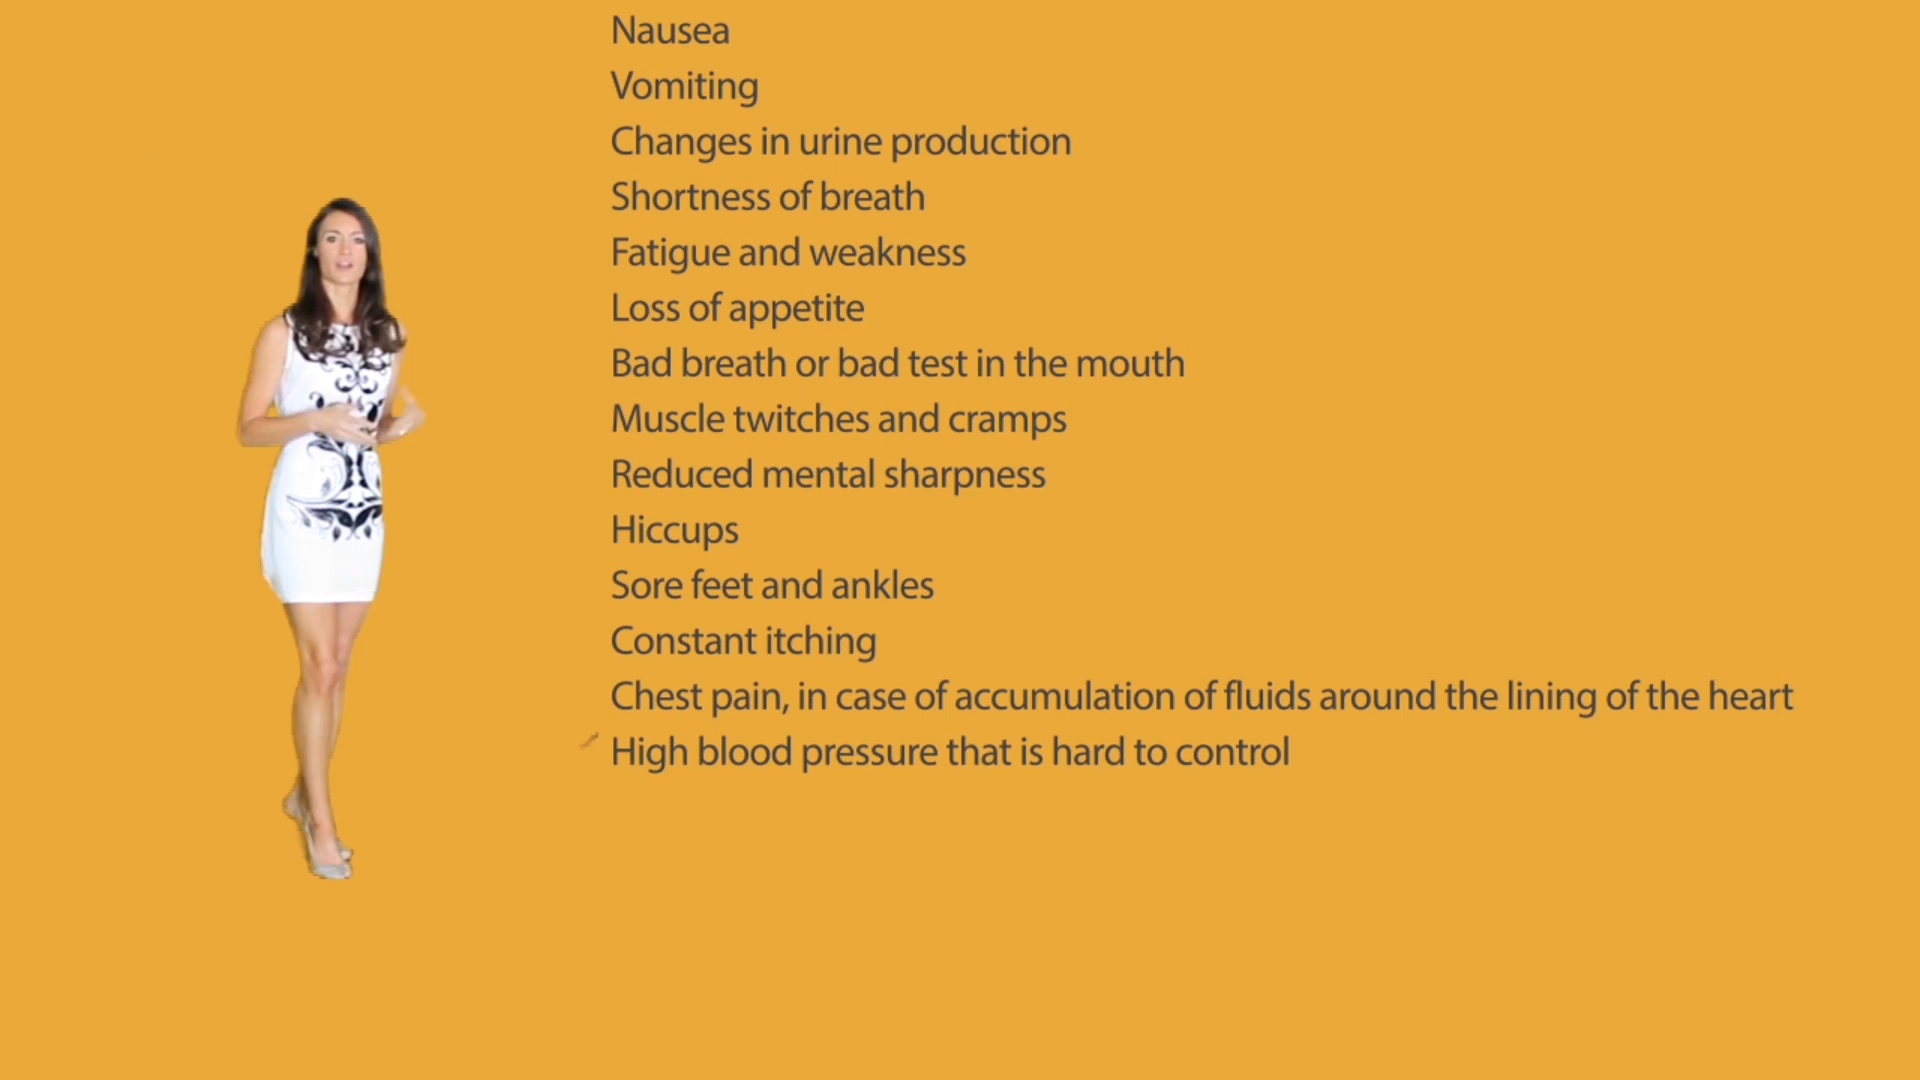 Nausea
Vomiting
Changes in urine production
Shortness of breath
Fatigue and weakness
Loss of appetite
Bad breath or bad test in the mouth
Muscle twitches and cramps
Reduced mental sharpness
Hiccups
Sore feet and ankles
Constant itching
Chest pain, in case of accumulation of fluids around the lining of the heart
High blood pressure that is hard to control